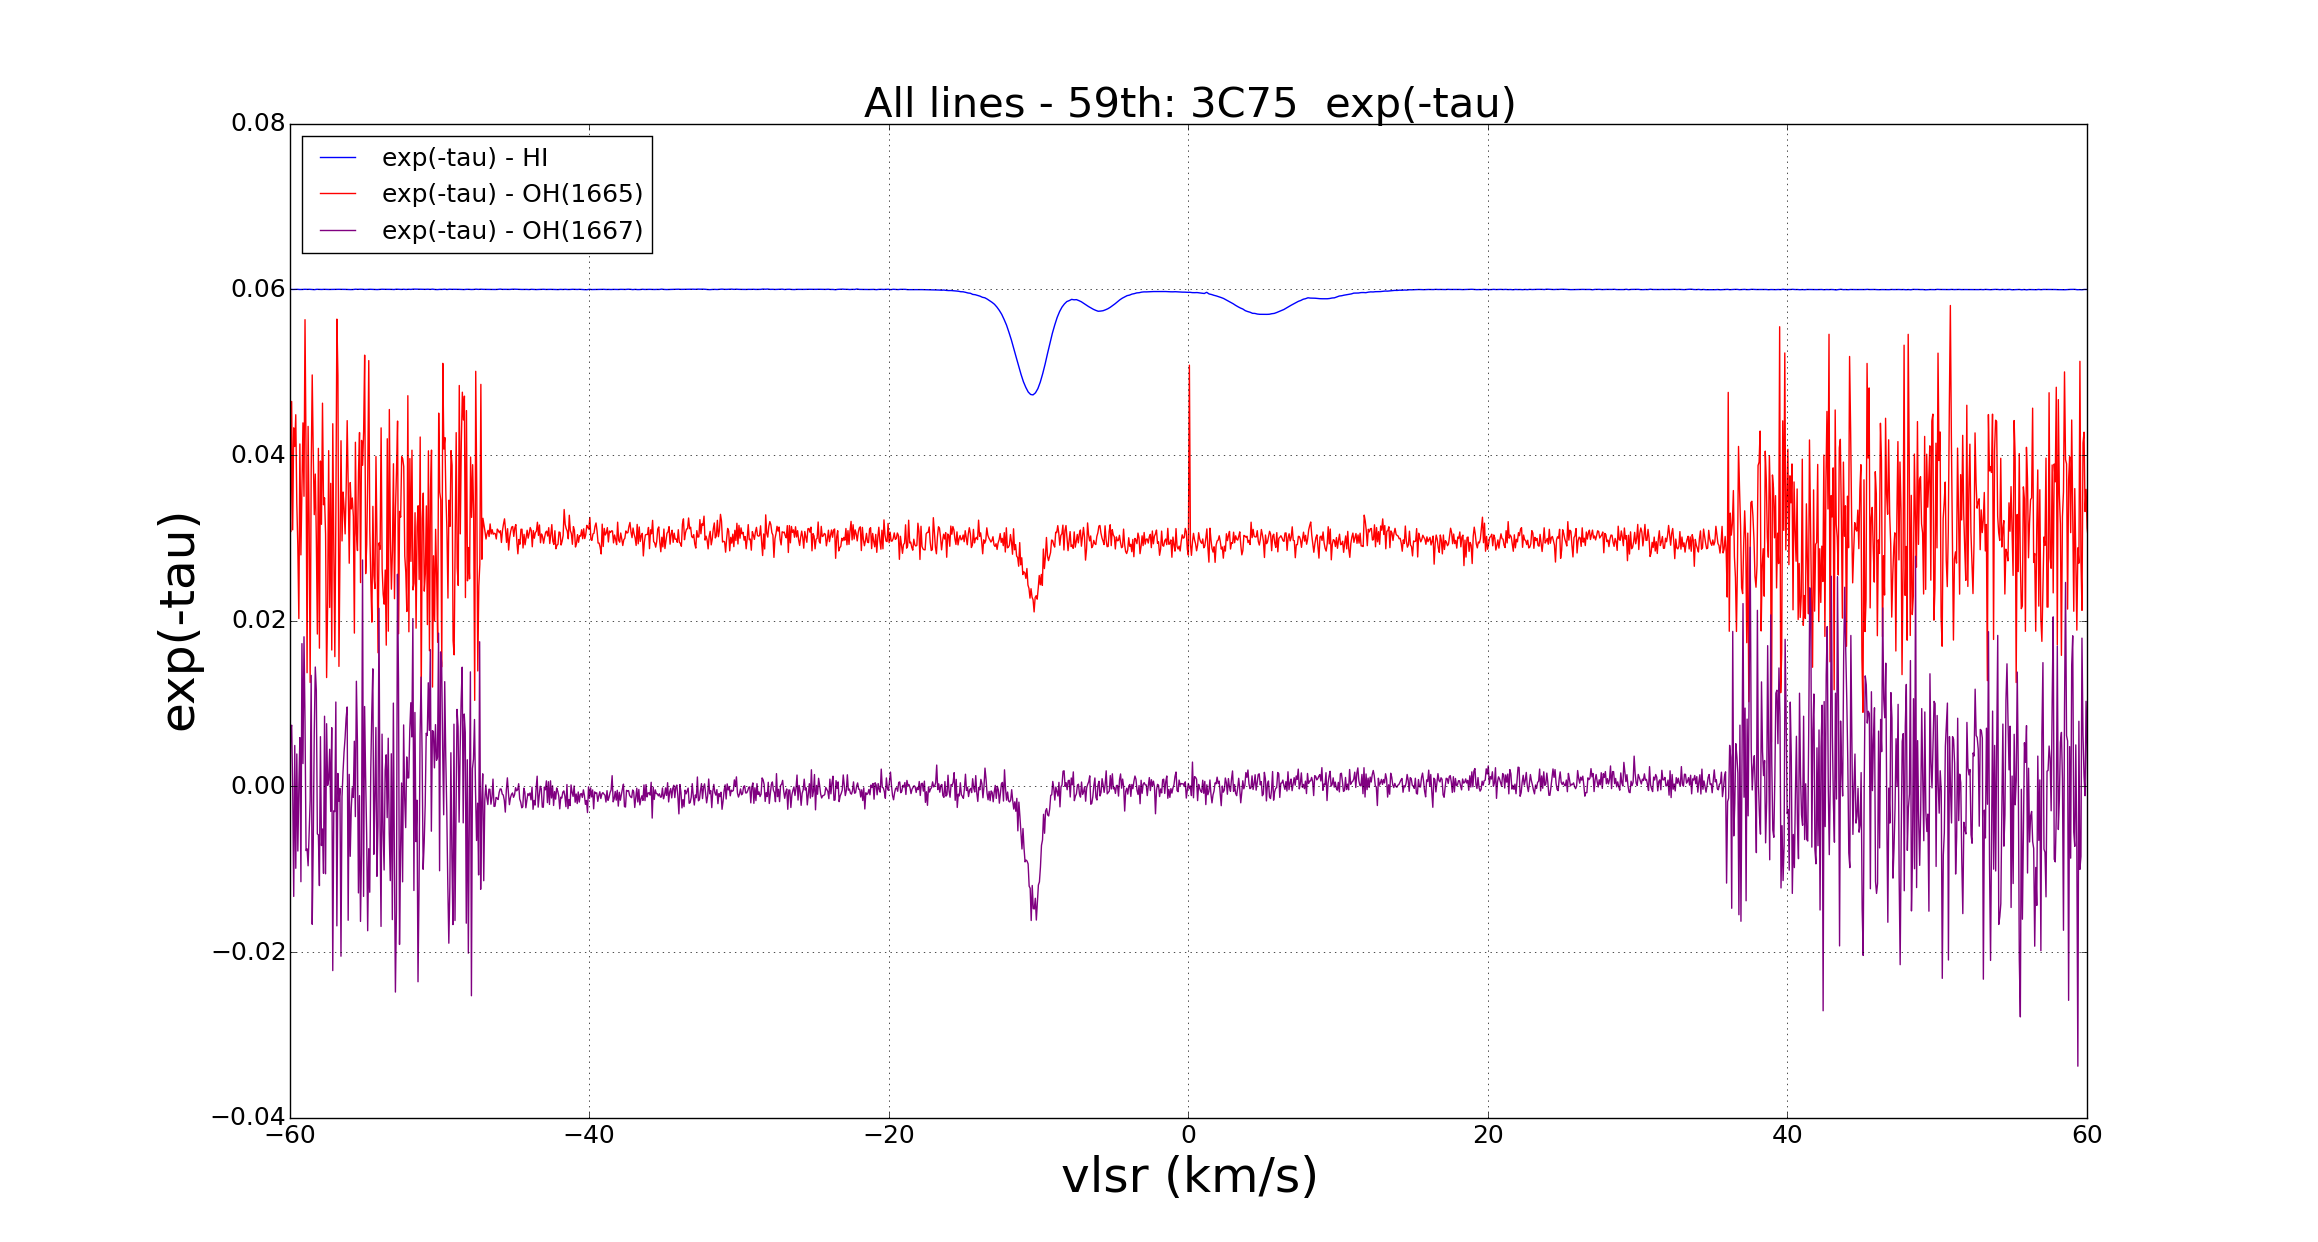 All lines - 59th: 3C75  exp(-tau)
exp(-tau) - HI
exp(-tau) - OH(1665)
exp(-tau) - OH(1667)
0.08
0.06
0.04
0.02
0.00
−0.02
−0.04
exp(-tau)
−60
−40
−20
0
20
40
60
vlsr (km/s)